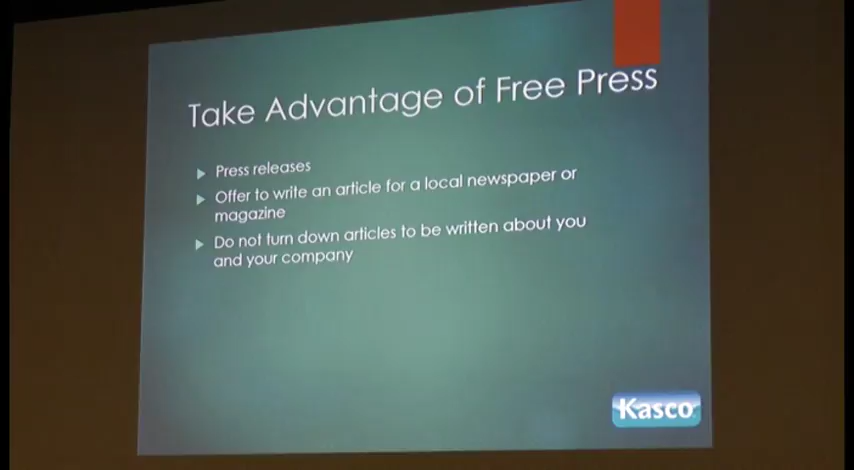 Take Advantage of Free Press
Press releases
Offer to write an article for a local newspaper or
magazine
Do not turn down articles to be written about you
and your company
Kasco